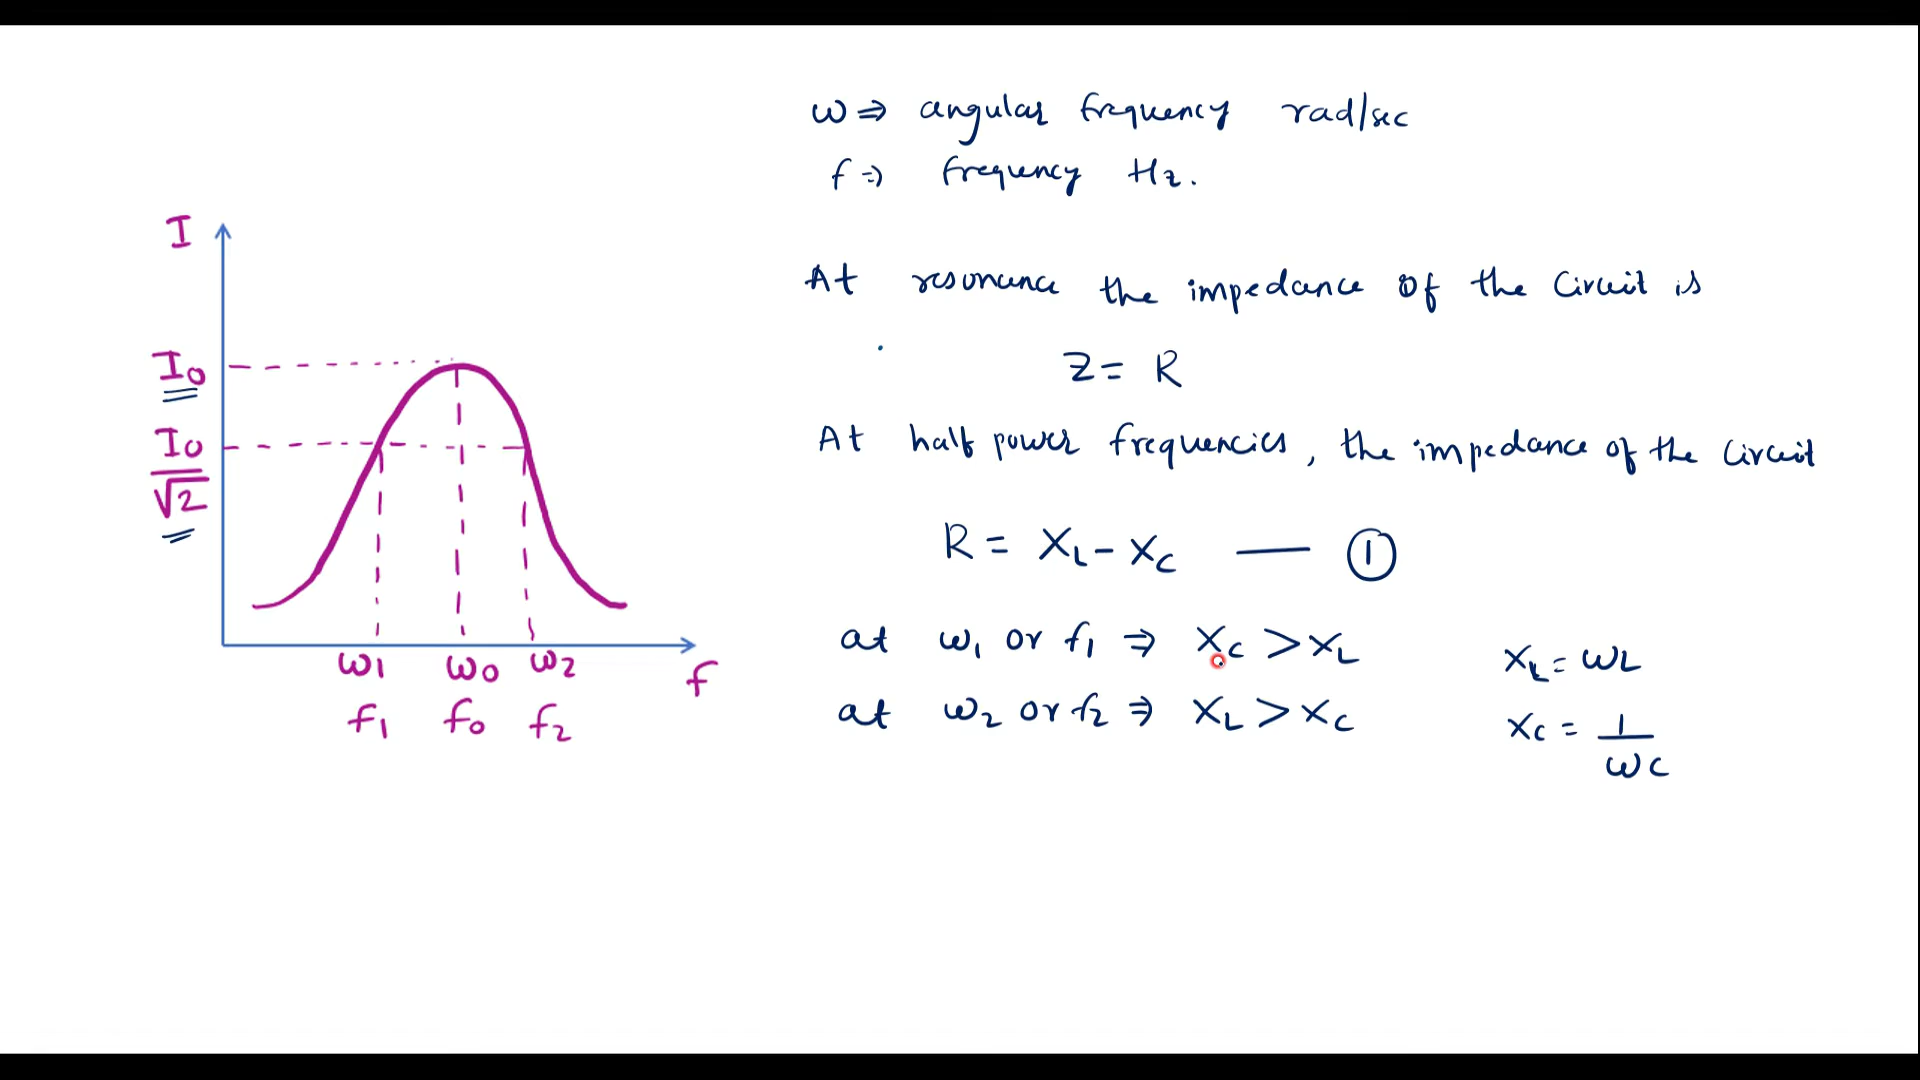 ω ⇒ angular frequency rad/sec
f ⇒ frequency Hz.
At resonance the impedance of the circuit is
Z = R
At half power frequencies, the impedance of the circuit
R = XL - XC — ①
at ω1 or f1 ⇒ XC > XL
at ω2 or f2 ⇒ XL > XC
XL = ωL
XC = 1/ωC
I
I0
I0/√2
ω1 ω0 ω2
f
f1 f0 f2